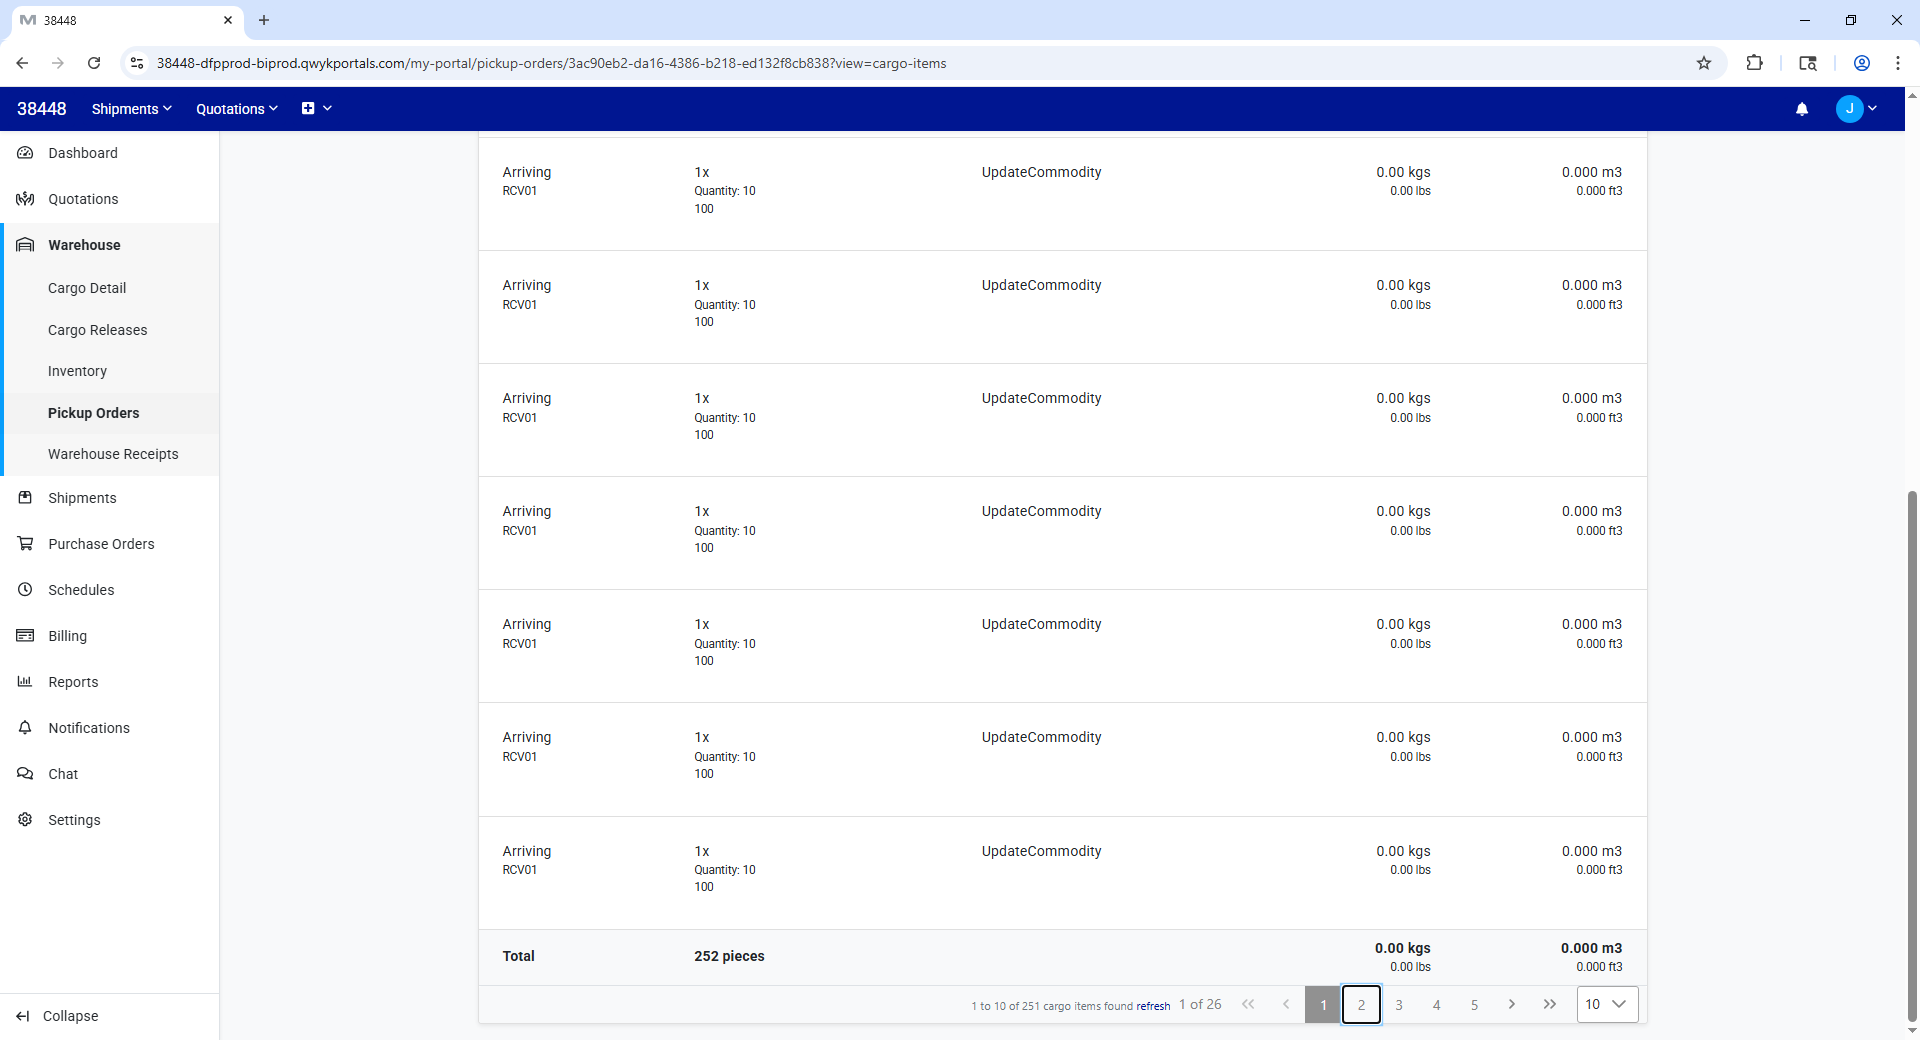 38448
38448-dfpprod-biprod.qwykportals.com/my-portal/pickup-orders/3ac90eb2-da16-4386-b218-ed132f8cb838?view=cargo-items
38448 Shipments Quotations J
Dashboard
Quotations
Warehouse
Cargo Detail
Cargo Releases
Inventory
Pickup Orders
Warehouse Receipts
Shipments
Purchase Orders
Schedules
Billing
Reports
Notifications
Chat
Settings
Collapse
Arriving 1x UpdateCommodity 0.00 kgs 0.000 m3
RCV01 Quantity: 10 0.00 lbs 0.000 ft3
100
Arriving 1x UpdateCommodity 0.00 kgs 0.000 m3
RCV01 Quantity: 10 0.00 lbs 0.000 ft3
100
Arriving 1x UpdateCommodity 0.00 kgs 0.000 m3
RCV01 Quantity: 10 0.00 lbs 0.000 ft3
100
Arriving 1x UpdateCommodity 0.00 kgs 0.000 m3
RCV01 Quantity: 10 0.00 lbs 0.000 ft3
100
Arriving 1x UpdateCommodity 0.00 kgs 0.000 m3
RCV01 Quantity: 10 0.00 lbs 0.000 ft3
100
Arriving 1x UpdateCommodity 0.00 kgs 0.000 m3
RCV01 Quantity: 10 0.00 lbs 0.000 ft3
100
Arriving 1x UpdateCommodity 0.00 kgs 0.000 m3
RCV01 Quantity: 10 0.00 lbs 0.000 ft3
100
Total 252 pieces 0.00 kgs 0.000 m3
0.00 lbs 0.000 ft3
1 to 10 of 251 cargo items found refresh 1 of 26 1 2 3 4 5 10